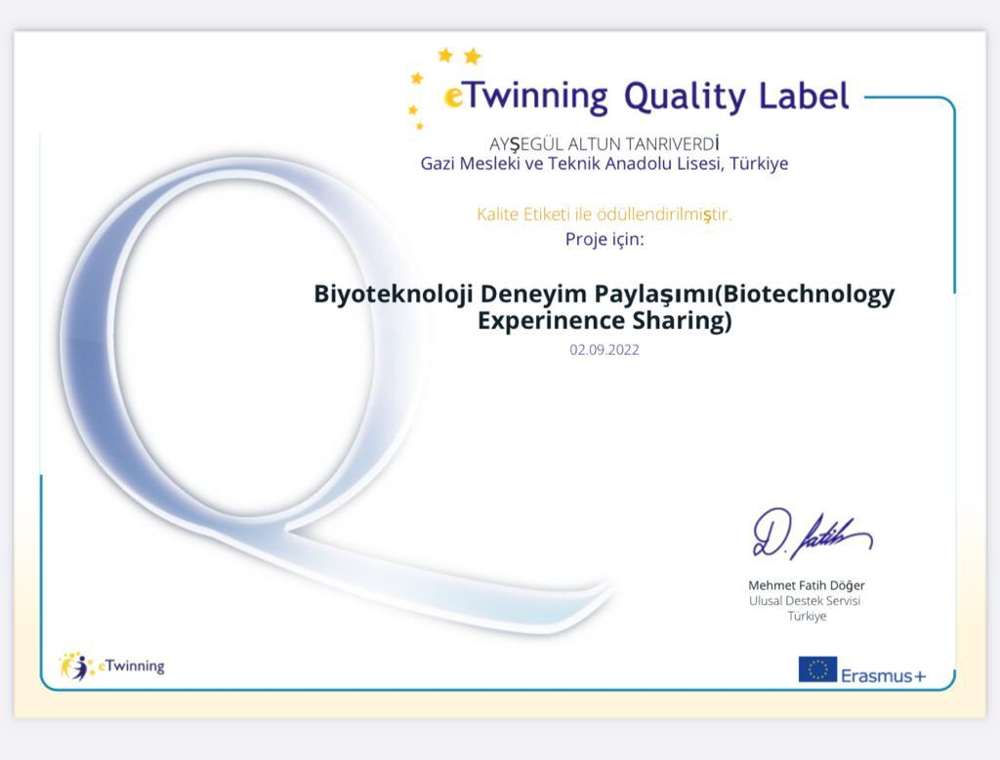 eTwinning Quality Label
AYŞEGÜL ALTUN TANRIVERDİ
Gazi Mesleki ve Teknik Anadolu Lisesi, Türkiye
Kalite Etiketi ile ödüllendirilmiştir.
Proje için:
Biyoteknoloji Deneyim Paylaşımı(Biotechnology
Experinence Sharing)
02.09.2022
D. fatih
Mehmet Fatih Döğer
Ulusal Destek Servisi
Türkiye
eTwinning
Erasmus+